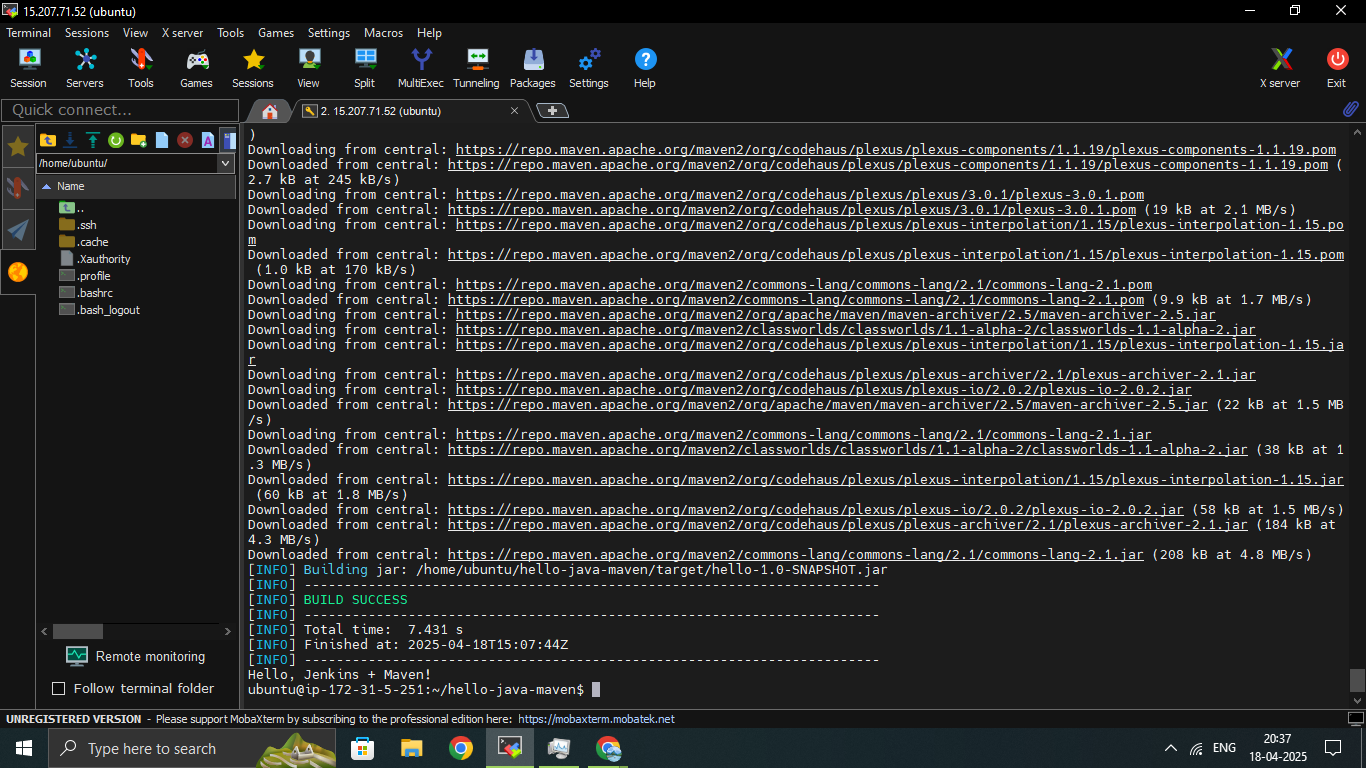 15.207.71.52 (ubuntu)
Terminal Sessions View X server Tools Games Settings Macros Help
Session Servers Tools Games Sessions View Split MultiExec Tunneling Packages Settings Help X server Exit
Quick connect...
2. 15.207.71.52 (ubuntu)
/home/ubuntu/
Name
..
.ssh
.cache
.Xauthority
.profile
.bashrc
.bash_logout
Remote monitoring
Follow terminal folder
)
Downloading from central: https://repo.maven.apache.org/maven2/org/codehaus/plexus/plexus-components/1.1.19/plexus-components-1.1.19.pom
Downloaded from central: https://repo.maven.apache.org/maven2/org/codehaus/plexus/plexus-components/1.1.19/plexus-components-1.1.19.pom (
2.7 kB at 245 kB/s)
Downloading from central: https://repo.maven.apache.org/maven2/org/codehaus/plexus/plexus/3.0.1/plexus-3.0.1.pom
Downloaded from central: https://repo.maven.apache.org/maven2/org/codehaus/plexus/plexus/3.0.1/plexus-3.0.1.pom (19 kB at 2.1 MB/s)
Downloading from central: https://repo.maven.apache.org/maven2/org/codehaus/plexus/plexus-interpolation/1.15/plexus-interpolation-1.15.po
m
Downloaded from central: https://repo.maven.apache.org/maven2/org/codehaus/plexus/plexus-interpolation/1.15/plexus-interpolation-1.15.pom
(1.0 kB at 170 kB/s)
Downloading from central: https://repo.maven.apache.org/maven2/commons-lang/commons-lang/2.1/commons-lang-2.1.pom
Downloaded from central: https://repo.maven.apache.org/maven2/commons-lang/commons-lang/2.1/commons-lang-2.1.pom (9.9 kB at 1.7 MB/s)
Downloading from central: https://repo.maven.apache.org/maven2/org/apache/maven/maven-archiver/2.5/maven-archiver-2.5.jar
Downloading from central: https://repo.maven.apache.org/maven2/classworlds/classworlds/1.1-alpha-2/classworlds-1.1-alpha-2.jar
Downloading from central: https://repo.maven.apache.org/maven2/org/codehaus/plexus/plexus-interpolation/1.15/plexus-interpolation-1.15.ja
r
Downloading from central: https://repo.maven.apache.org/maven2/org/codehaus/plexus/plexus-archiver/2.1/plexus-archiver-2.1.jar
Downloading from central: https://repo.maven.apache.org/maven2/org/codehaus/plexus/plexus-io/2.0.2/plexus-io-2.0.2.jar
Downloaded from central: https://repo.maven.apache.org/maven2/org/apache/maven/maven-archiver/2.5/maven-archiver-2.5.jar (22 kB at 1.5 MB
/s)
Downloading from central: https://repo.maven.apache.org/maven2/commons-lang/commons-lang/2.1/commons-lang-2.1.jar
Downloaded from central: https://repo.maven.apache.org/maven2/classworlds/classworlds/1.1-alpha-2/classworlds-1.1-alpha-2.jar (38 kB at 1
.3 MB/s)
Downloaded from central: https://repo.maven.apache.org/maven2/org/codehaus/plexus/plexus-interpolation/1.15/plexus-interpolation-1.15.jar
(60 kB at 1.8 MB/s)
Downloaded from central: https://repo.maven.apache.org/maven2/org/codehaus/plexus/plexus-io/2.0.2/plexus-io-2.0.2.jar (58 kB at 1.5 MB/s)
Downloaded from central: https://repo.maven.apache.org/maven2/org/codehaus/plexus/plexus-archiver/2.1/plexus-archiver-2.1.jar (184 kB at
4.3 MB/s)
Downloaded from central: https://repo.maven.apache.org/maven2/commons-lang/commons-lang/2.1/commons-lang-2.1.jar (208 kB at 4.8 MB/s)
[INFO] Building jar: /home/ubuntu/hello-java-maven/target/hello-1.0-SNAPSHOT.jar
[INFO] ------------------------------------------------------------------------
[INFO] BUILD SUCCESS
[INFO] ------------------------------------------------------------------------
[INFO] Total time:  7.431 s
[INFO] Finished at: 2025-04-18T15:07:44Z
[INFO] ------------------------------------------------------------------------
Hello, Jenkins + Maven!
ubuntu@ip-172-31-5-251:~/hello-java-maven$
UNREGISTERED VERSION - Please support MobaXterm by subscribing to the professional edition here: https://mobaxterm.mobatek.net
Type here to search
ENG
20:37
18-04-2025